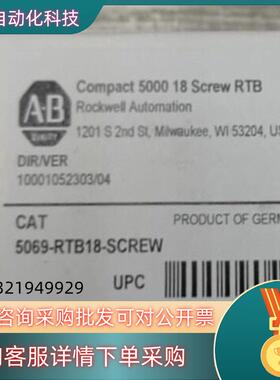 自动化科技
Compact 5000 18 Screw RTB
A-B
QUALITY
Rockwell Automation
1201 S 2nd St, Milwaukee, WI 53204, US
DIR/VER
10001052303/04
CAT
PRODUCT OF GERM
5069-RTB18-SCREW
821949929
UPC
咨询采购批发可对公开票
客服详情下单采购